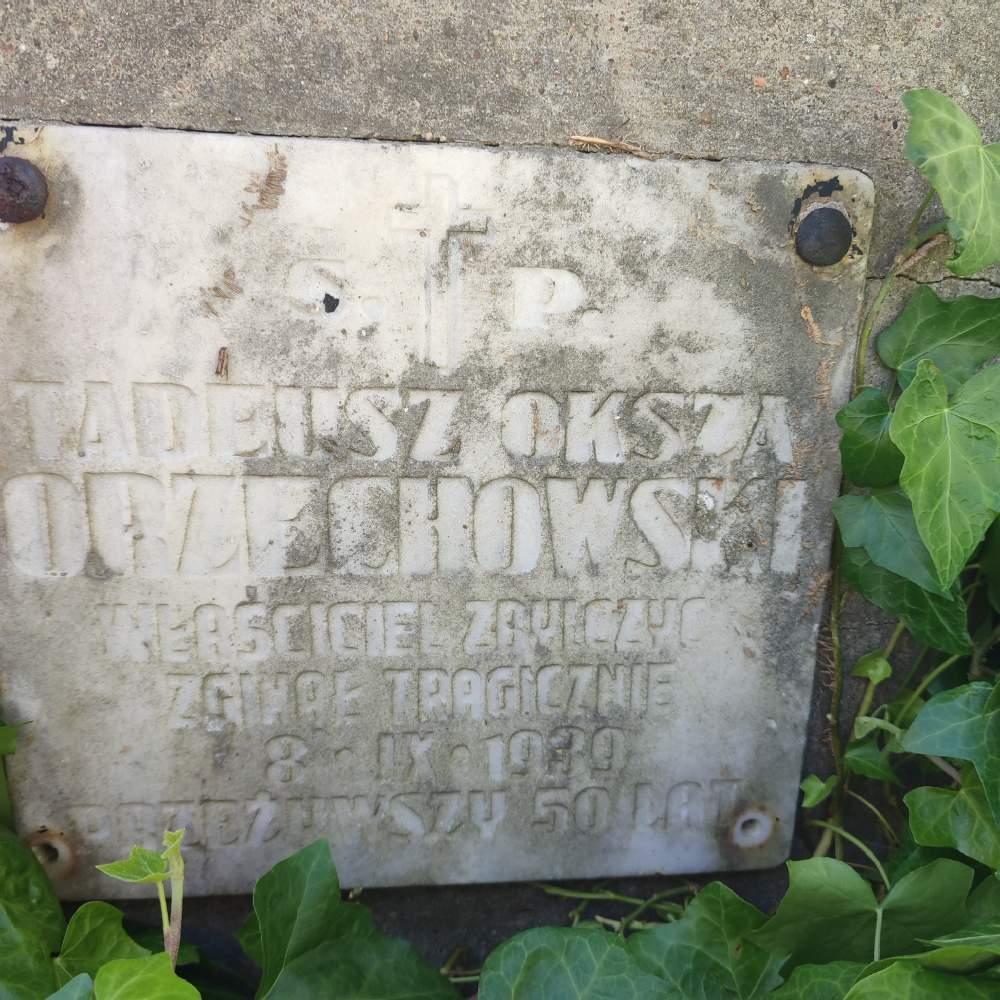 Ś. P.
TADEUSZ OKSZA
ORZECHOWSKI
WŁAŚCICIEL ZBYLCZYC
ZGINĄŁ TRAGICZNIE
8·IX·1939
PRZEŻYWSZY 50 LAT